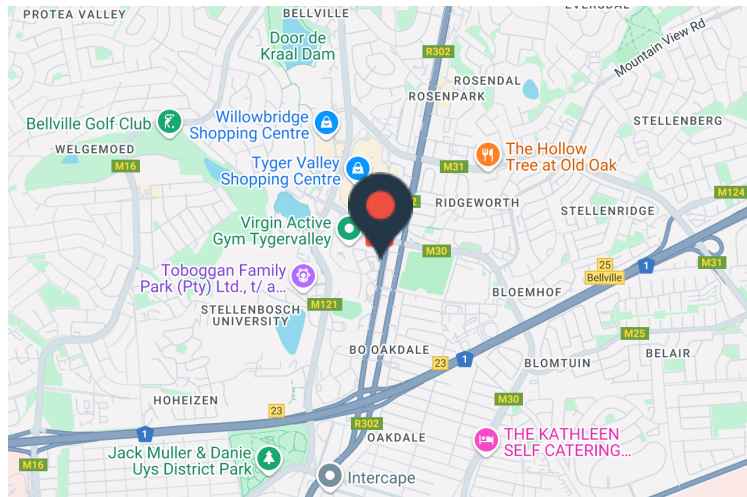 PROTEA VALLEY
BELLVILLE
EVERSDAL
Door de
Kraal Dam
R302
Mountain View Rd
ROSENDAL
ROSENPARK
Willowbridge
Shopping Centre
Bellville Golf Club
STELLENBERG
WELGEMOED
The Hollow
Tree at Old Oak
M16
Tyger Valley
Shopping Centre
M31
M124
RIDGEWORTH
STELLENRIDGE
Virgin Active
Gym Tygervalley
M30
M31
25
Bellville
1
Toboggan Family
Park (Pty) Ltd., t/ a...
M121
BLOEMHOF
STELLENBOSCH
UNIVERSITY
M25
BO OAKDALE
BELAIR
23
1
BLOMTUIN
HOHEIZEN
M30
23
R302
1
OAKDALE
THE KATHLEEN
SELF CATERING...
M16
Jack Muller & Danie
Uys District Park
Intercape